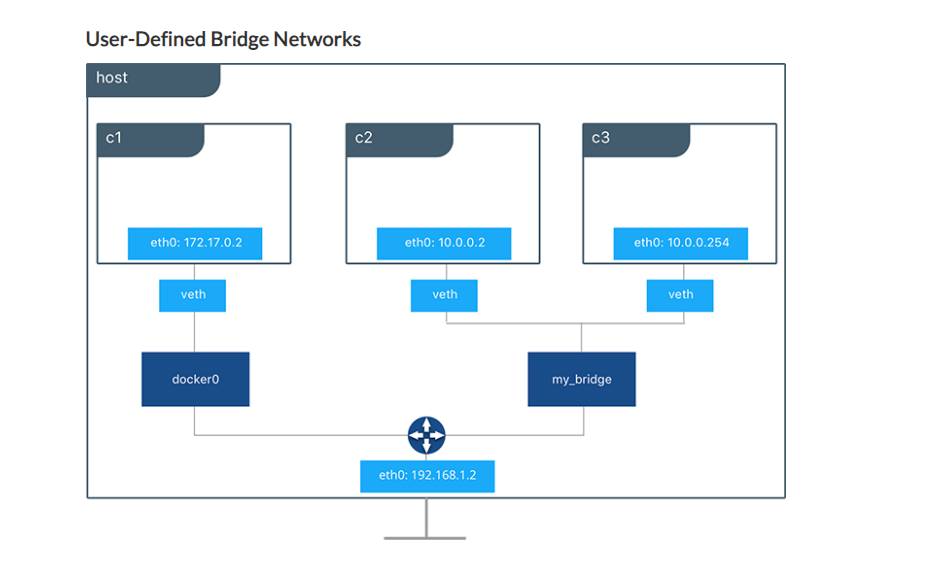 User-Defined Bridge Networks
host
c1
c2
c3
eth0: 172.17.0.2
eth0: 10.0.0.2
eth0: 10.0.0.254
veth
veth
veth
docker0
my_bridge
eth0: 192.168.1.2